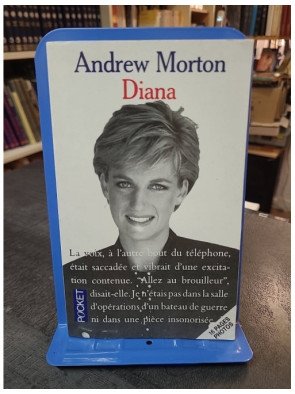 Andrew Morton
Diana
La voix, à l'autre bout du téléphone,
était saccadée et vibrait d'une excita-
tion contenue. "Allez au brouilleur",
disait-elle. Je n'étais pas dans la salle
d'opérations d'un bateau de guerre
ni dans une pièce insonorisée
POCKET
16 PAGES
PHOTOS